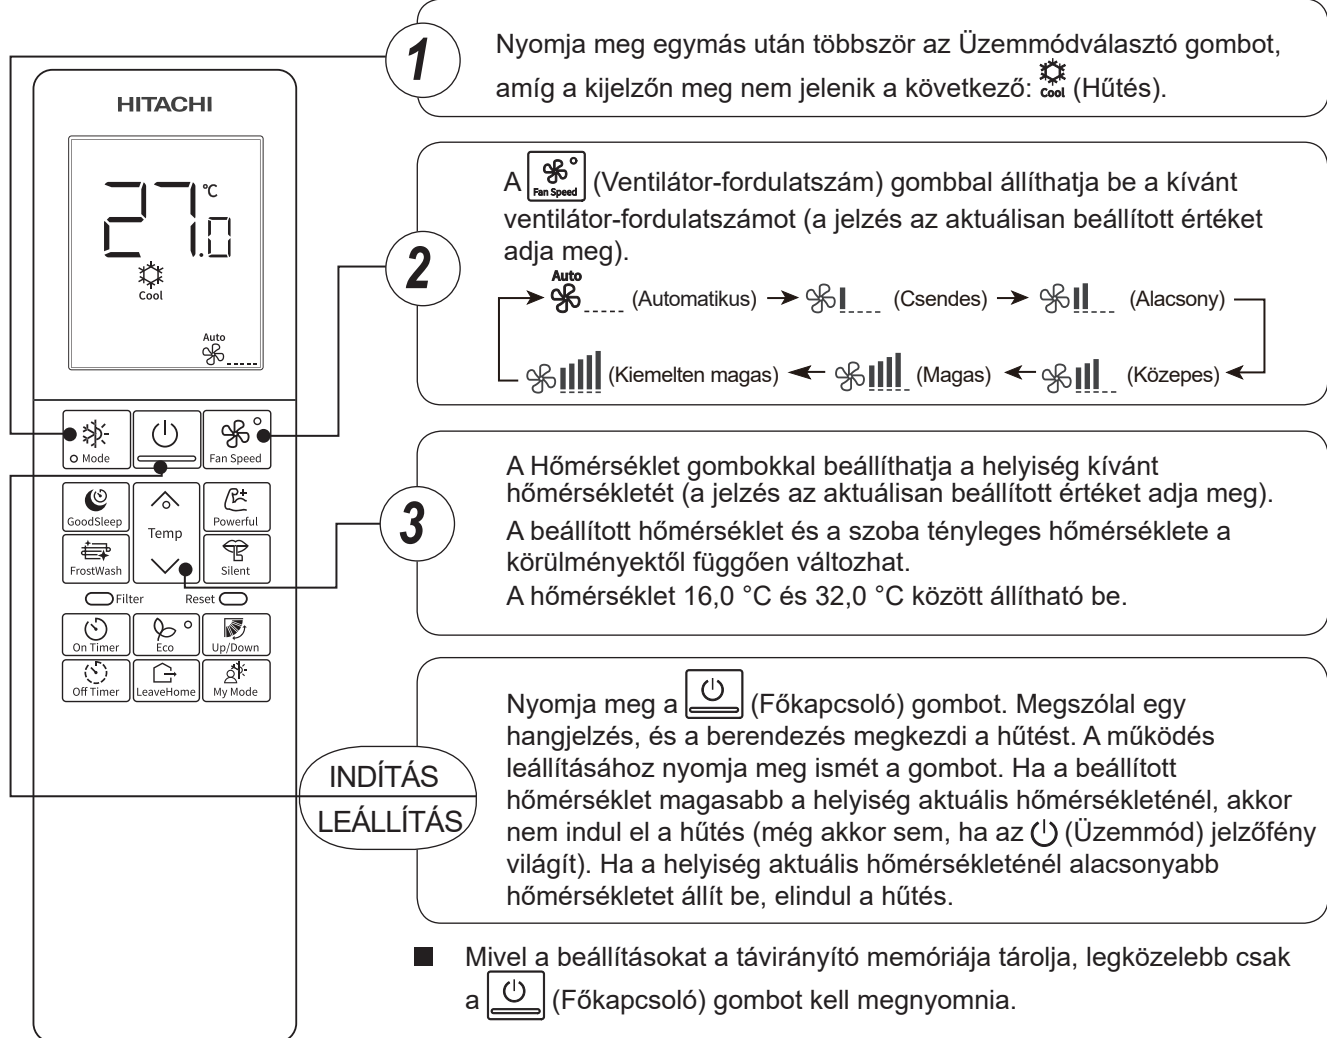 HITACHI
27.0 °C
Cool
Auto
Mode
Fan Speed
GoodSleep
Temp
Powerful
FrostWash
Silent
Filter
Reset
On Timer
Eco
Up/Down
Off Timer
LeaveHome
My Mode
1
Nyomja meg egymás után többször az Üzemmódválasztó gombot,
amíg a kijelzőn meg nem jelenik a következő: Cool (Hűtés).
2
A Fan Speed (Ventilátor-fordulatszám) gombbal állíthatja be a kívánt
ventilátor-fordulatszámot (a jelzés az aktuálisan beállított értéket
adja meg).
Auto
(Automatikus) (Csendes) (Alacsony)
(Kiemelten magas) (Magas) (Közepes)
3
A Hőmérséklet gombokkal beállíthatja a helyiség kívánt
hőmérsékletét (a jelzés az aktuálisan beállított értéket adja meg).
A beállított hőmérséklet és a szoba tényleges hőmérséklete a
körülményektől függően változhat.
A hőmérséklet 16,0 °C és 32,0 °C között állítható be.
INDÍTÁS
LEÁLLÍTÁS
Nyomja meg a (Főkapcsoló) gombot. Megszólal egy
hangjelzés, és a berendezés megkezdi a hűtést. A működés
leállításához nyomja meg ismét a gombot. Ha a beállított
hőmérséklet magasabb a helyiség aktuális hőmérsékleténél, akkor
nem indul el a hűtés (még akkor sem, ha az (Üzemmód) jelzőfény
világít). Ha a helyiség aktuális hőmérsékleténél alacsonyabb
hőmérsékletet állít be, elindul a hűtés.
■ Mivel a beállításokat a távirányító memóriája tárolja, legközelebb csak
a (Főkapcsoló) gombot kell megnyomnia.